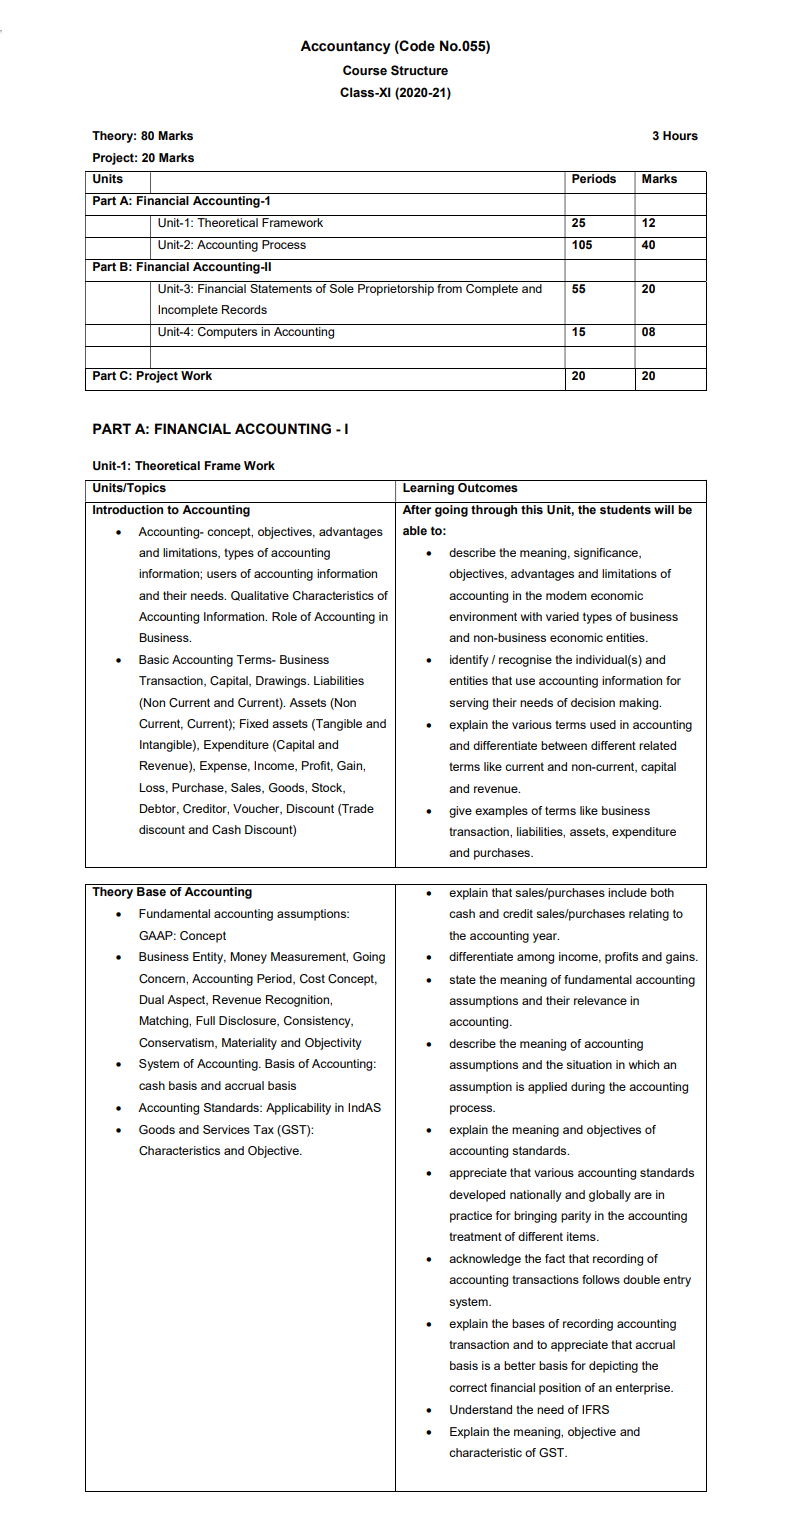 Accountancy (Code No.055)
Course Structure
Class-XI (2020-21)
Theory: 80 Marks 3 Hours
Project: 20 Marks
Units Periods Marks
Part A: Financial Accounting-1
Unit-1: Theoretical Framework 25 12
Unit-2: Accounting Process 105 40
Part B: Financial Accounting-II
Unit-3: Financial Statements of Sole Proprietorship from Complete and 55 20
Incomplete Records
Unit-4: Computers in Accounting 15 08
Part C: Project Work 20 20
PART A: FINANCIAL ACCOUNTING - I
Unit-1: Theoretical Frame Work
Units/Topics
Introduction to Accounting
• Accounting- concept, objectives, advantages
and limitations, types of accounting
information; users of accounting information
and their needs. Qualitative Characteristics of
Accounting Information. Role of Accounting in
Business.
• Basic Accounting Terms- Business
Transaction, Capital, Drawings. Liabilities
(Non Current and Current). Assets (Non
Current, Current); Fixed assets (Tangible and
Intangible), Expenditure (Capital and
Revenue), Expense, Income, Profit, Gain,
Loss, Purchase, Sales, Goods, Stock,
Debtor, Creditor, Voucher, Discount (Trade
discount and Cash Discount)
Learning Outcomes
After going through this Unit, the students will be
able to:
• describe the meaning, significance,
objectives, advantages and limitations of
accounting in the modem economic
environment with varied types of business
and non-business economic entities.
• identify / recognise the individual(s) and
entities that use accounting information for
serving their needs of decision making.
• explain the various terms used in accounting
and differentiate between different related
terms like current and non-current, capital
and revenue.
• give examples of terms like business
transaction, liabilities, assets, expenditure
and purchases.
Theory Base of Accounting
• Fundamental accounting assumptions:
GAAP: Concept
• Business Entity, Money Measurement, Going
Concern, Accounting Period, Cost Concept,
Dual Aspect, Revenue Recognition,
Matching, Full Disclosure, Consistency,
Conservatism, Materiality and Objectivity
• System of Accounting. Basis of Accounting:
cash basis and accrual basis
• Accounting Standards: Applicability in IndAS
• Goods and Services Tax (GST):
Characteristics and Objective.
• explain that sales/purchases include both
cash and credit sales/purchases relating to
the accounting year.
• differentiate among income, profits and gains.
• state the meaning of fundamental accounting
assumptions and their relevance in
accounting.
• describe the meaning of accounting
assumptions and the situation in which an
assumption is applied during the accounting
process.
• explain the meaning and objectives of
accounting standards.
• appreciate that various accounting standards
developed nationally and globally are in
practice for bringing parity in the accounting
treatment of different items.
• acknowledge the fact that recording of
accounting transactions follows double entry
system.
• explain the bases of recording accounting
transaction and to appreciate that accrual
basis is a better basis for depicting the
correct financial position of an enterprise.
• Understand the need of IFRS
• Explain the meaning, objective and
characteristic of GST.